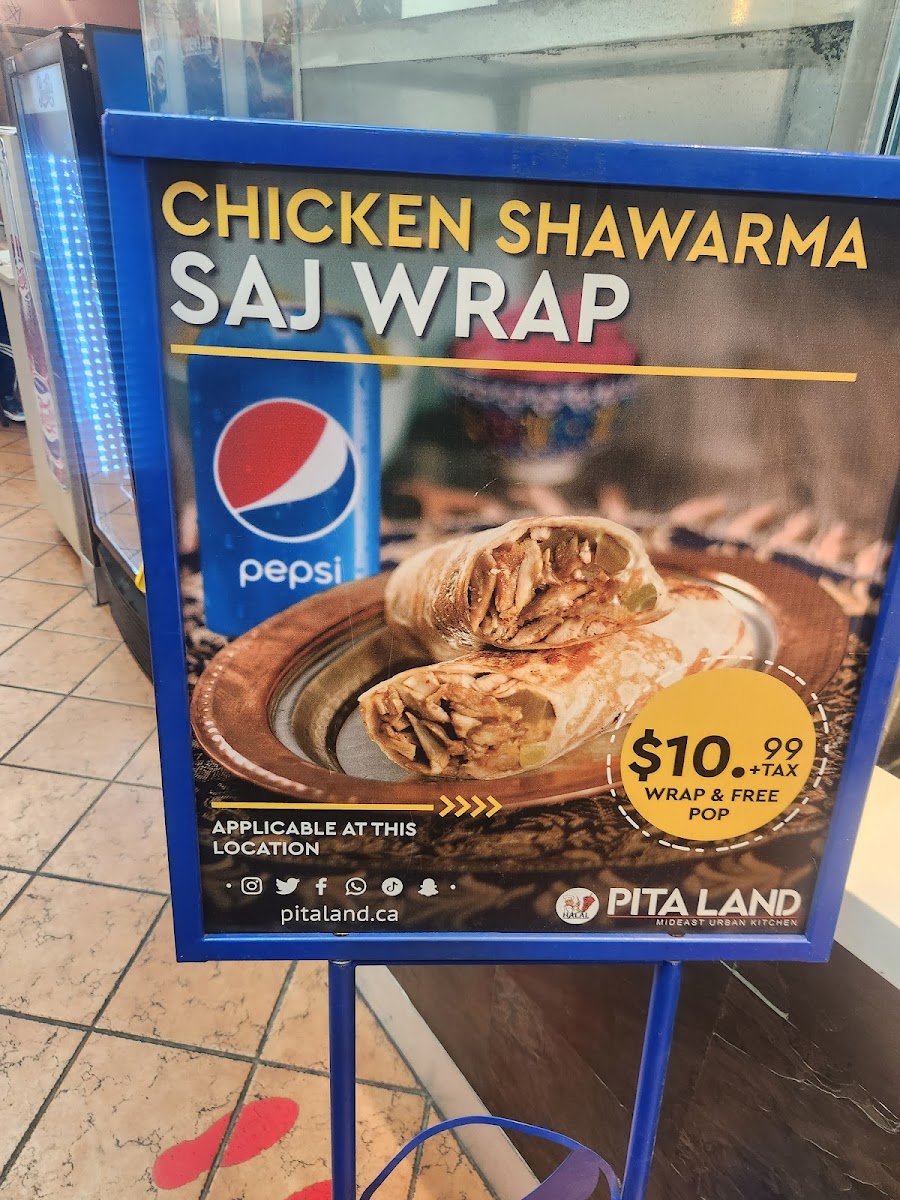 CHICKEN SHAWARMA
SAJ WRAP
pepsi
$10.99
+TAX
WRAP & FREE
POP
APPLICABLE AT THIS
LOCATION
pitaland.ca
HALAL
PITA LAND
MIDEAST URBAN KITCHEN